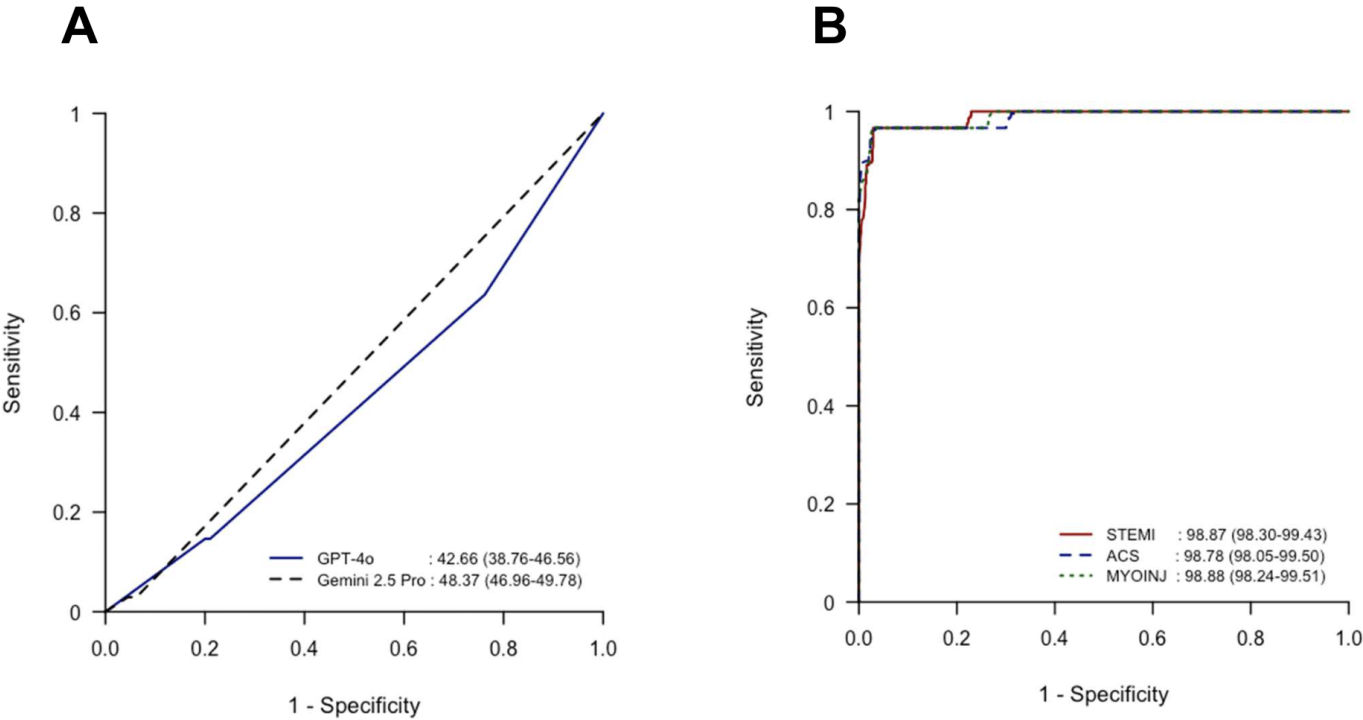 A
1
0.8
0.6
0.4
0.2
0
Sensitivity
GPT-4o : 42.66 (38.76-46.56)
Gemini 2.5 Pro : 48.37 (46.96-49.78)
0.0 0.2 0.4 0.6 0.8 1.0
1 - Specificity
B
1
0.8
0.6
0.4
0.2
0
Sensitivity
STEMI : 98.87 (98.30-99.43)
ACS : 98.78 (98.05-99.50)
MYOINJ : 98.88 (98.24-99.51)
0.0 0.2 0.4 0.6 0.8 1.0
1 - Specificity